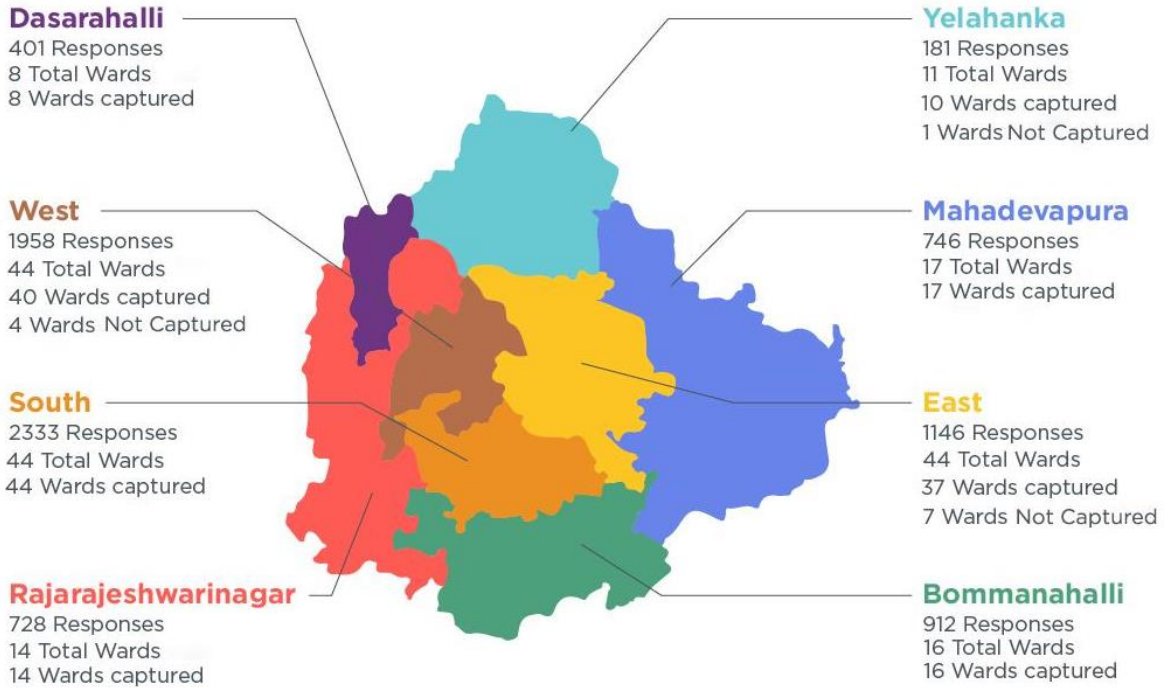 Dasarahalli
401 Responses
8 Total Wards
8 Wards captured
West
1958 Responses
44 Total Wards
40 Wards captured
4 Wards Not Captured
South
2333 Responses
44 Total Wards
44 Wards captured
Rajarajeshwarinagar
728 Responses
14 Total Wards
14 Wards captured
Yelahanka
181 Responses
11 Total Wards
10 Wards captured
1 Wards Not Captured
Mahadevapura
746 Responses
17 Total Wards
17 Wards captured
East
1146 Responses
44 Total Wards
37 Wards captured
7 Wards Not Captured
Bommanahalli
912 Responses
16 Total Wards
16 Wards captured